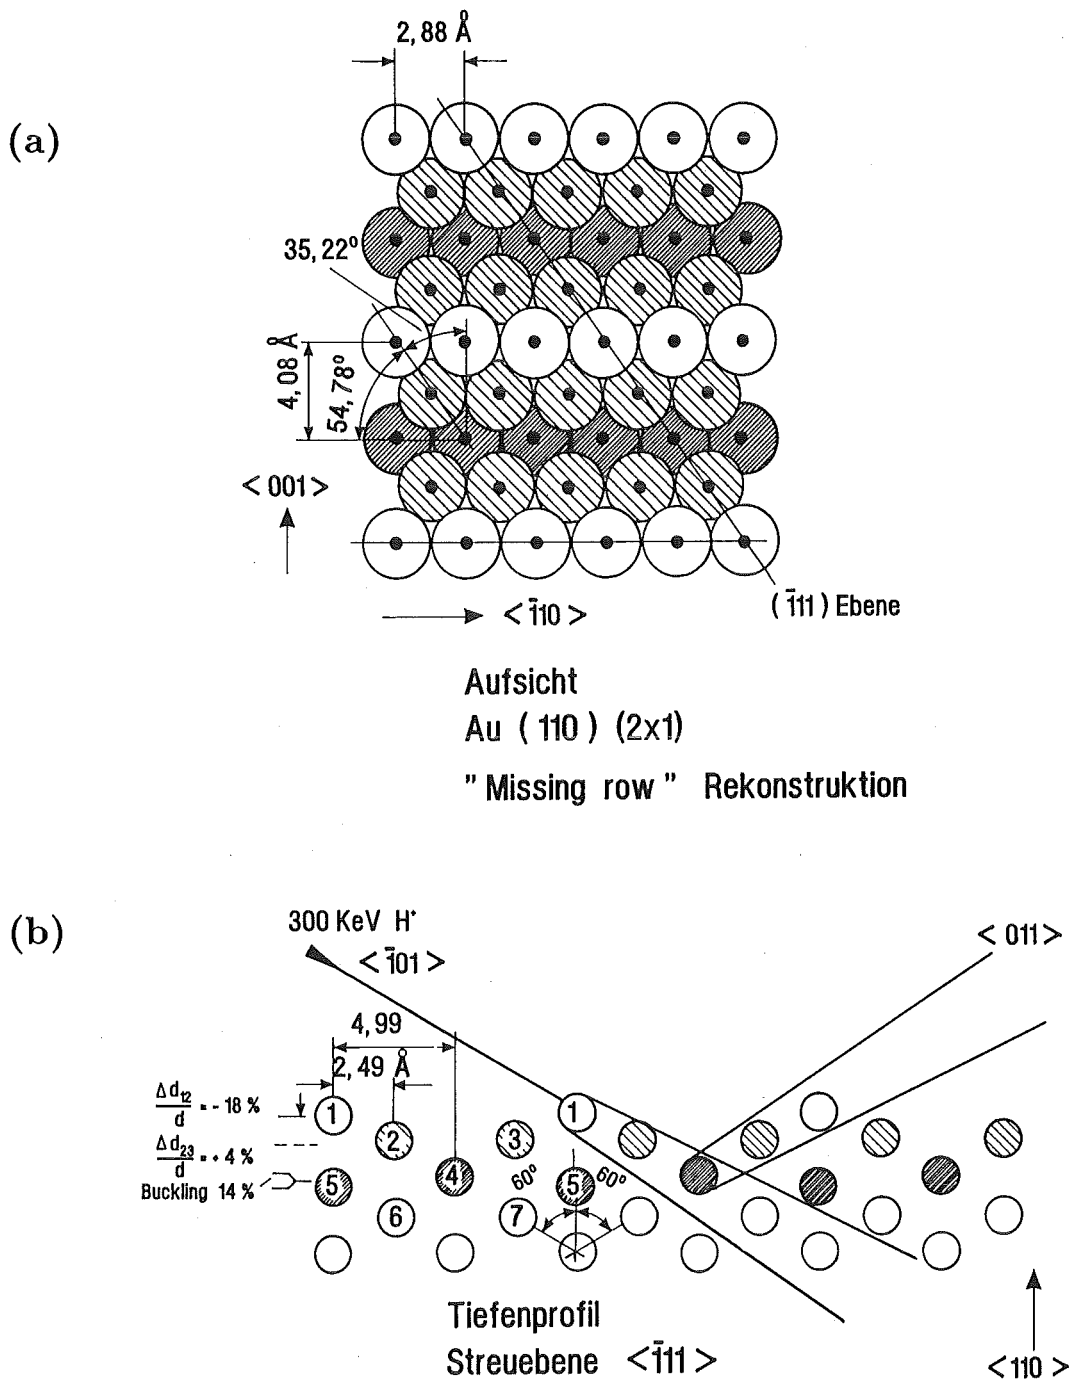 2,88 Å
(a)
35,22°
4,08 Å
54,78°
< 001 >
< 1̄10 >
( 1̄11 ) Ebene
Aufsicht
Au ( 110 ) (2x1)
" Missing row " Rekonstruktion
(b)
300 KeV H⁺
< 1̄01 >
< 011 >
4,99
2,49 Å
Δd₁₂/d = - 18 %
Δd₂₃/d = + 4 %
Buckling 14 %
1
2
3
4
5
6
7
1
5
60°
60°
Tiefenprofil
Streuebene < 1̄11 >
< 110 >